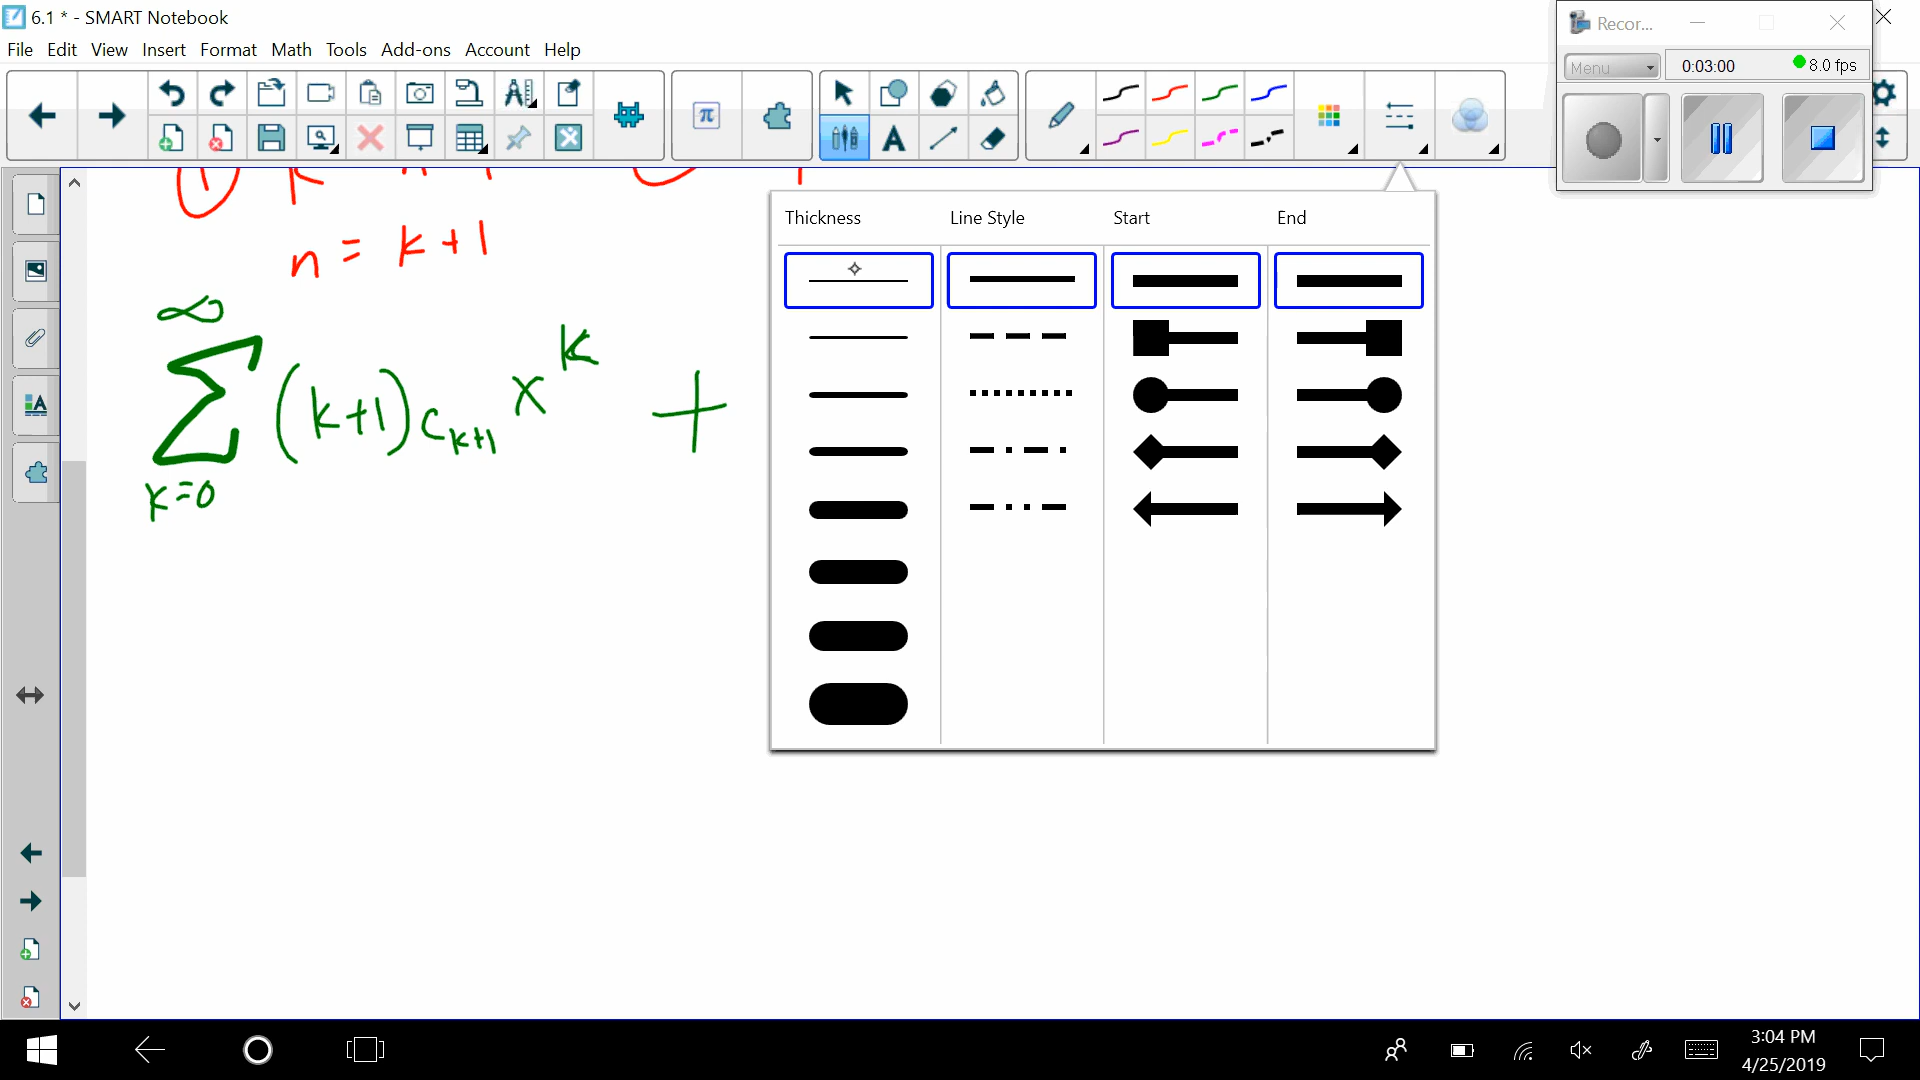 6.1 * - SMART Notebook
File Edit View Insert Format Math Tools Add-ons Account Help
Recor...
Menu
0:03:00
8.0 fps
π
A
n = k+1
∞
∑ (k+1)c_{k+1} x^k +
k=0
Thickness Line Style Start End
A
3:04 PM
4/25/2019